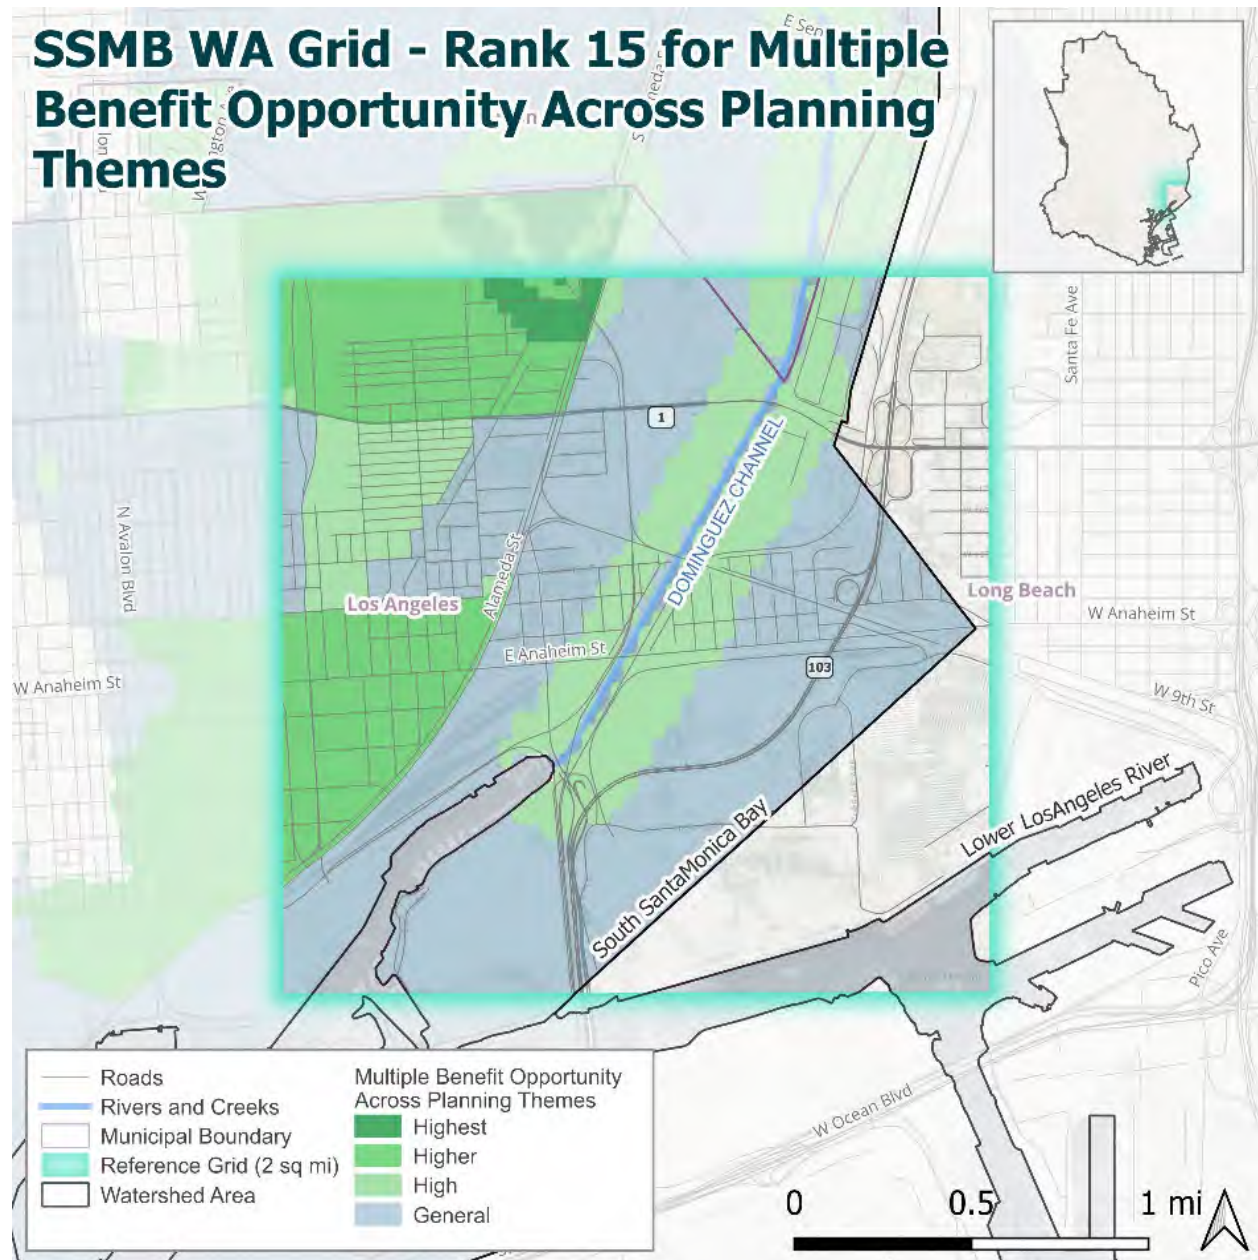 SSMB WA Grid - Rank 15 for Multiple
Benefit Opportunity Across Planning
Themes
E Sen
Santa Fe Ave
1
DOMINGUEZ CHANNEL
N Avalon Blvd
Alameda St
Los Angeles
Long Beach
W Anaheim St
E Anaheim St
103
W Anaheim St
W 9th St
Lower LosAngeles River
South SantaMonica Bay
Pico Ave
W Ocean Blvd
Roads
Rivers and Creeks
Municipal Boundary
Reference Grid (2 sq mi)
Watershed Area
Multiple Benefit Opportunity
Across Planning Themes
Highest
Higher
High
General
0 0.5 1 mi